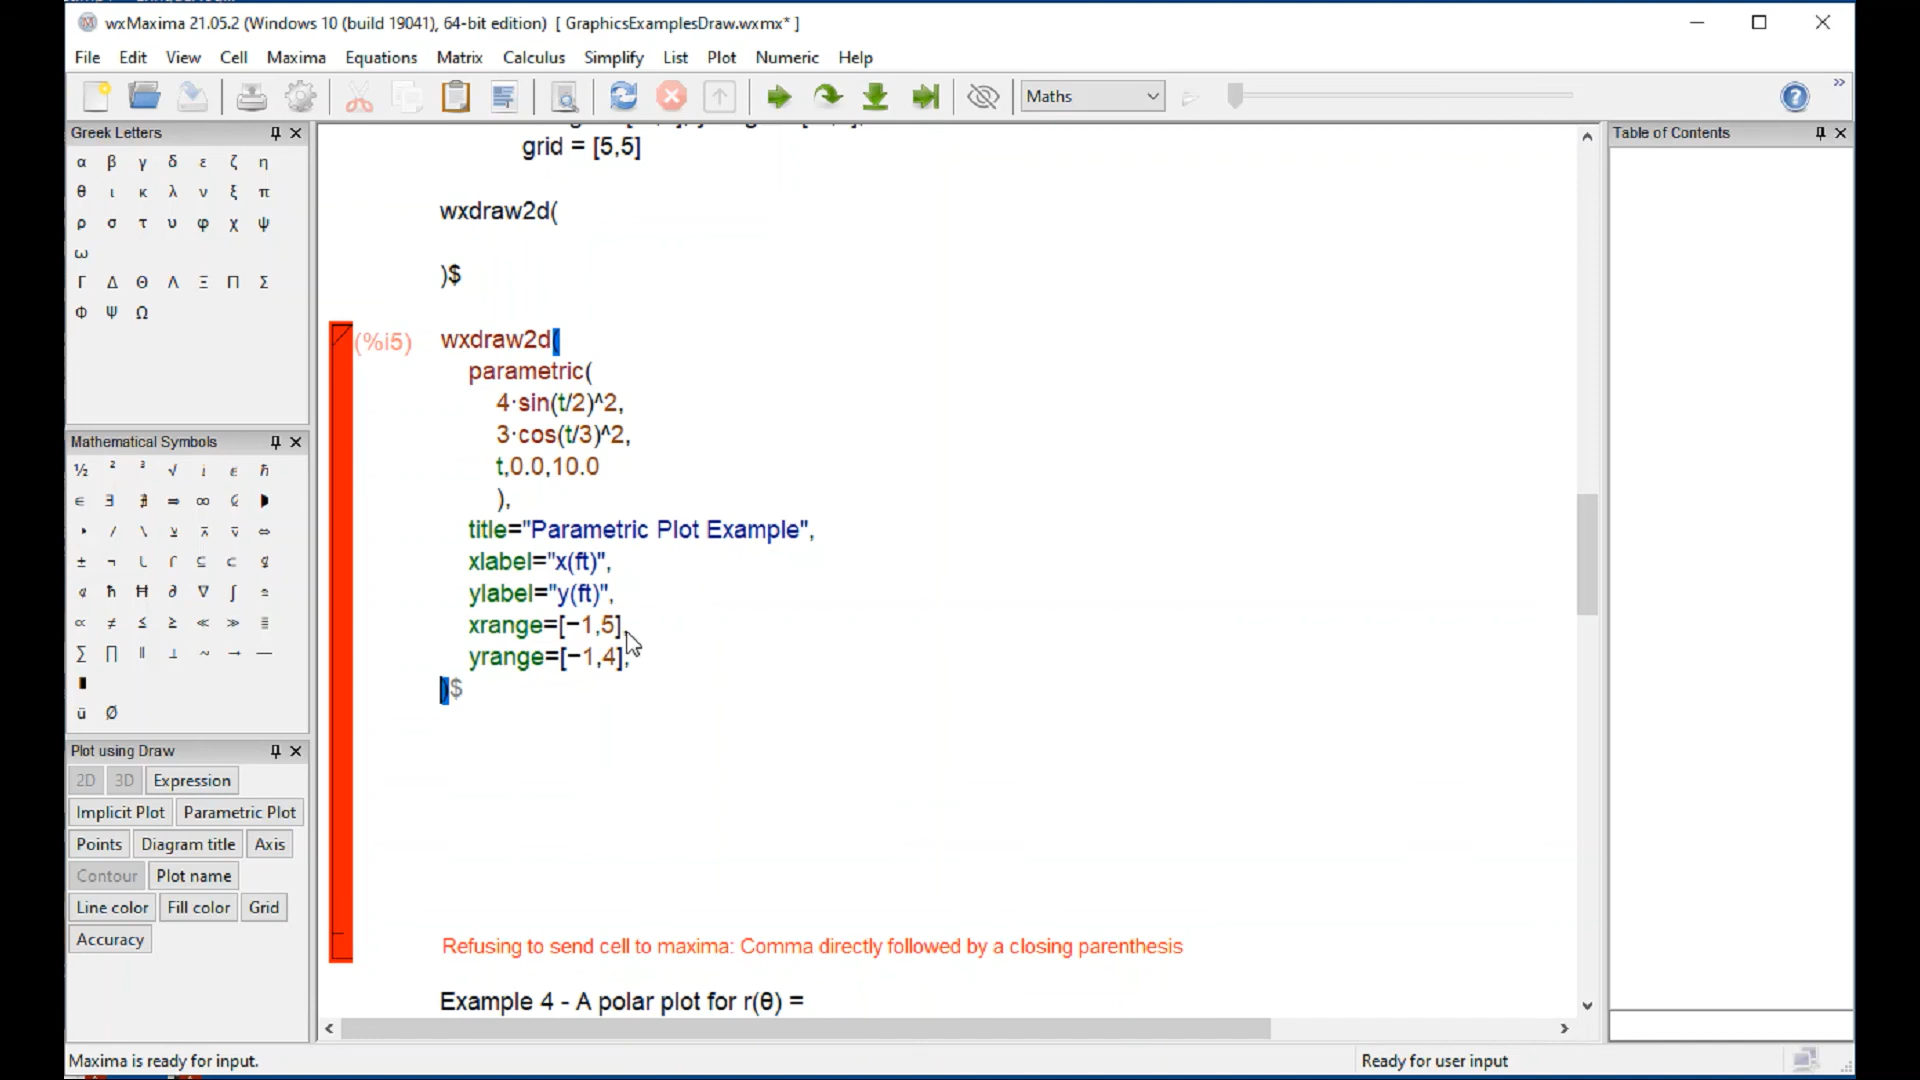 wxMaxima 21.05.2 (Windows 10 (build 19041), 64-bit edition) [ GraphicsExamplesDraw.wxmx* ]
File Edit View Cell Maxima Equations Matrix Calculus Simplify List Plot Numeric Help
Maths
Greek Letters
α β γ δ ε ζ η
θ ι κ λ ν ξ π
ρ σ τ υ φ χ ψ
ω
Γ Δ Θ Λ Ξ Π Σ
Φ Ψ Ω
Mathematical Symbols
½ ² ³ √ i e ħ
∈ ∃ ∄ ⇒ ∞
± ¬
ħ Ħ ∂ ∇ ∫
∝ ≠ ≤ ≥ ≪ ≫
∑ ∏ ∥ ⊥ ~ → —
ü Ø
Plot using Draw
2D 3D Expression
Implicit Plot Parametric Plot
Points Diagram title Axis
Contour Plot name
Line color Fill color Grid
Accuracy
grid = [5,5]
wxdraw2d(
)$
(%i5) wxdraw2d(
parametric(
4·sin(t/2)^2,
3·cos(t/3)^2,
t,0.0,10.0
),
title="Parametric Plot Example",
xlabel="x(ft)",
ylabel="y(ft)",
xrange=[−1,5],
yrange=[−1,4],
)$
Refusing to send cell to maxima: Comma directly followed by a closing parenthesis
Example 4 - A polar plot for r(θ) =
Table of Contents
Maxima is ready for input.
Ready for user input